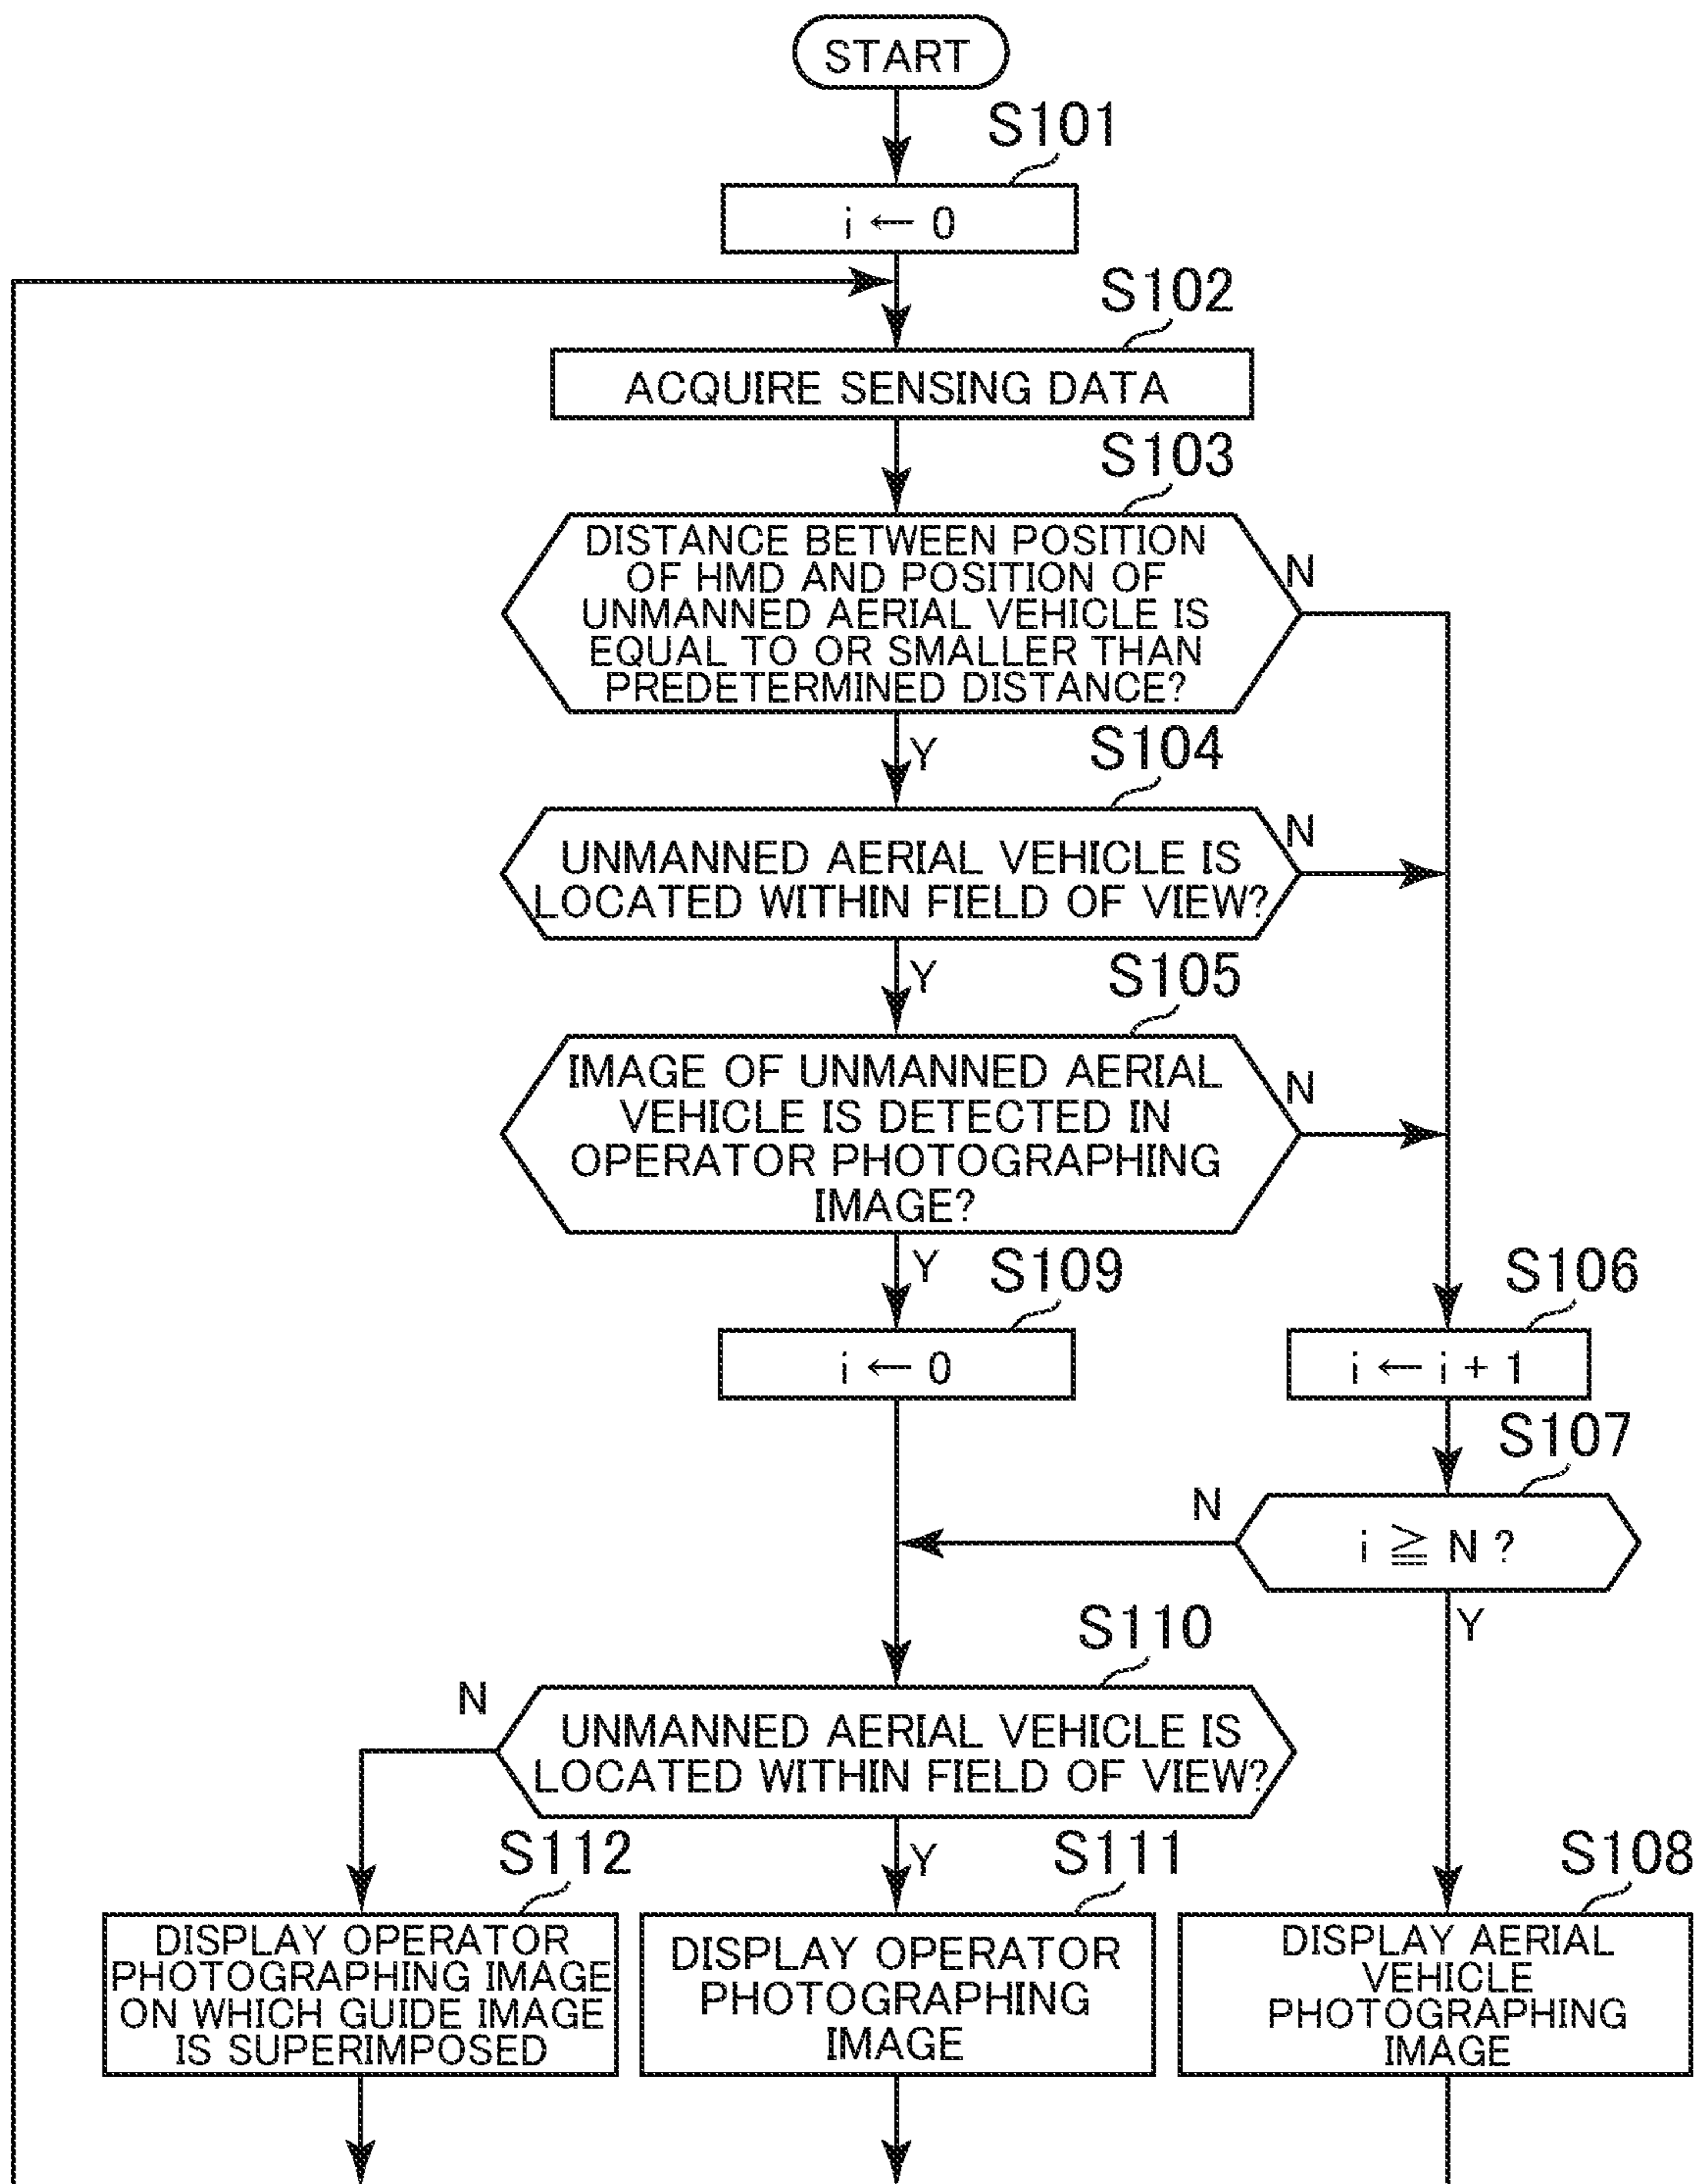 START
S101
i ← 0
S102
ACQUIRE SENSING DATA
S103
DISTANCE BETWEEN POSITION
OF HMD AND POSITION OF
UNMANNED AERIAL VEHICLE IS
EQUAL TO OR SMALLER THAN
PREDETERMINED DISTANCE?
N
Y
S104
UNMANNED AERIAL VEHICLE IS
LOCATED WITHIN FIELD OF VIEW?
N
Y
S105
IMAGE OF UNMANNED AERIAL
VEHICLE IS DETECTED IN
OPERATOR PHOTOGRAPHING
IMAGE?
N
Y
S109
i ← 0
S106
i ← i + 1
S107
i ≧ N ?
N
Y
S110
UNMANNED AERIAL VEHICLE IS
LOCATED WITHIN FIELD OF VIEW?
N
Y
S112
DISPLAY OPERATOR
PHOTOGRAPHING IMAGE
ON WHICH GUIDE IMAGE
IS SUPERIMPOSED
S111
DISPLAY OPERATOR
PHOTOGRAPHING
IMAGE
S108
DISPLAY AERIAL
VEHICLE
PHOTOGRAPHING
IMAGE